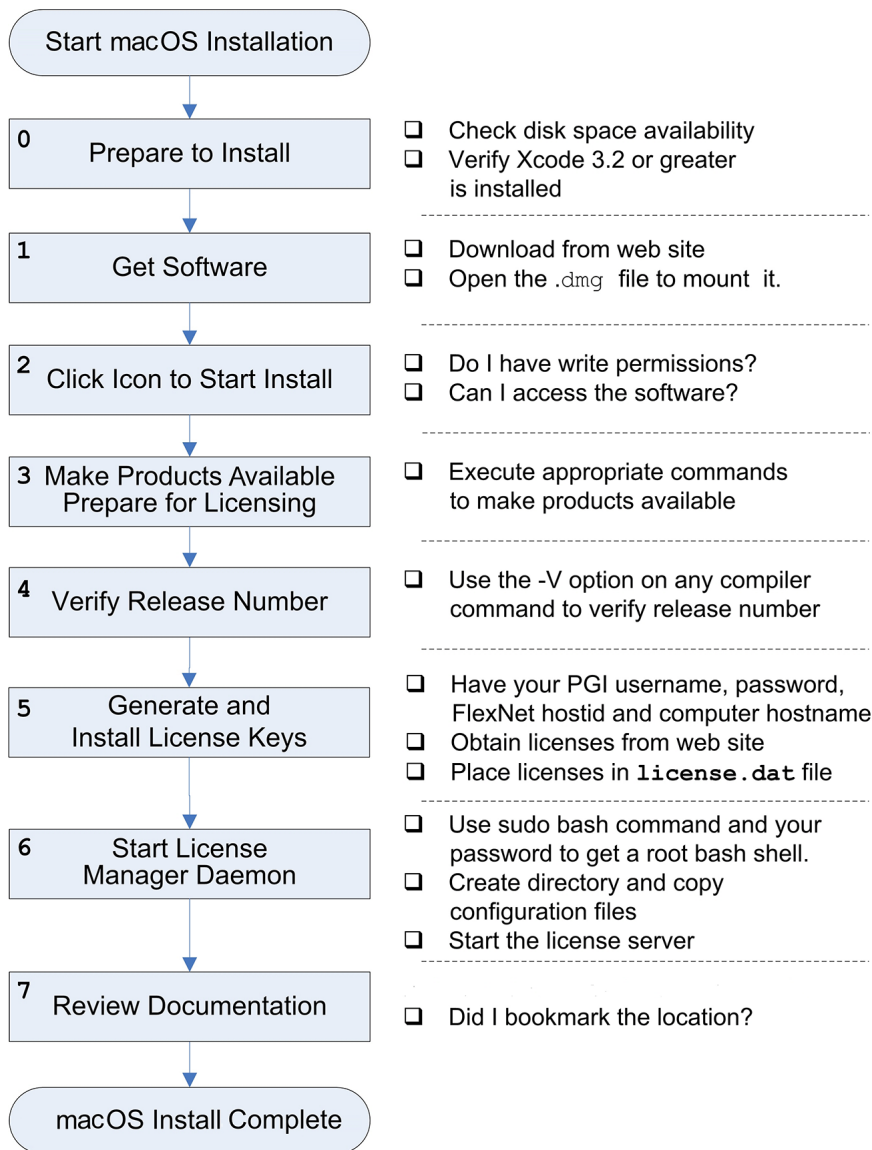 Start macOS Installation
0
Prepare to Install
❑ Check disk space availability
❑ Verify Xcode 3.2 or greater
is installed
1
Get Software
❑ Download from web site
❑ Open the .dmg file to mount it.
2
Click Icon to Start Install
❑ Do I have write permissions?
❑ Can I access the software?
3
Make Products Available
Prepare for Licensing
❑ Execute appropriate commands
to make products available
4
Verify Release Number
❑ Use the -V option on any compiler
command to verify release number
5
Generate and
Install License Keys
❑ Have your PGI username, password,
FlexNet hostid and computer hostname
❑ Obtain licenses from web site
❑ Place licenses in license.dat file
6
Start License
Manager Daemon
❑ Use sudo bash command and your
password to get a root bash shell.
❑ Create directory and copy
configuration files
❑ Start the license server
7
Review Documentation
❑ Did I bookmark the location?
macOS Install Complete